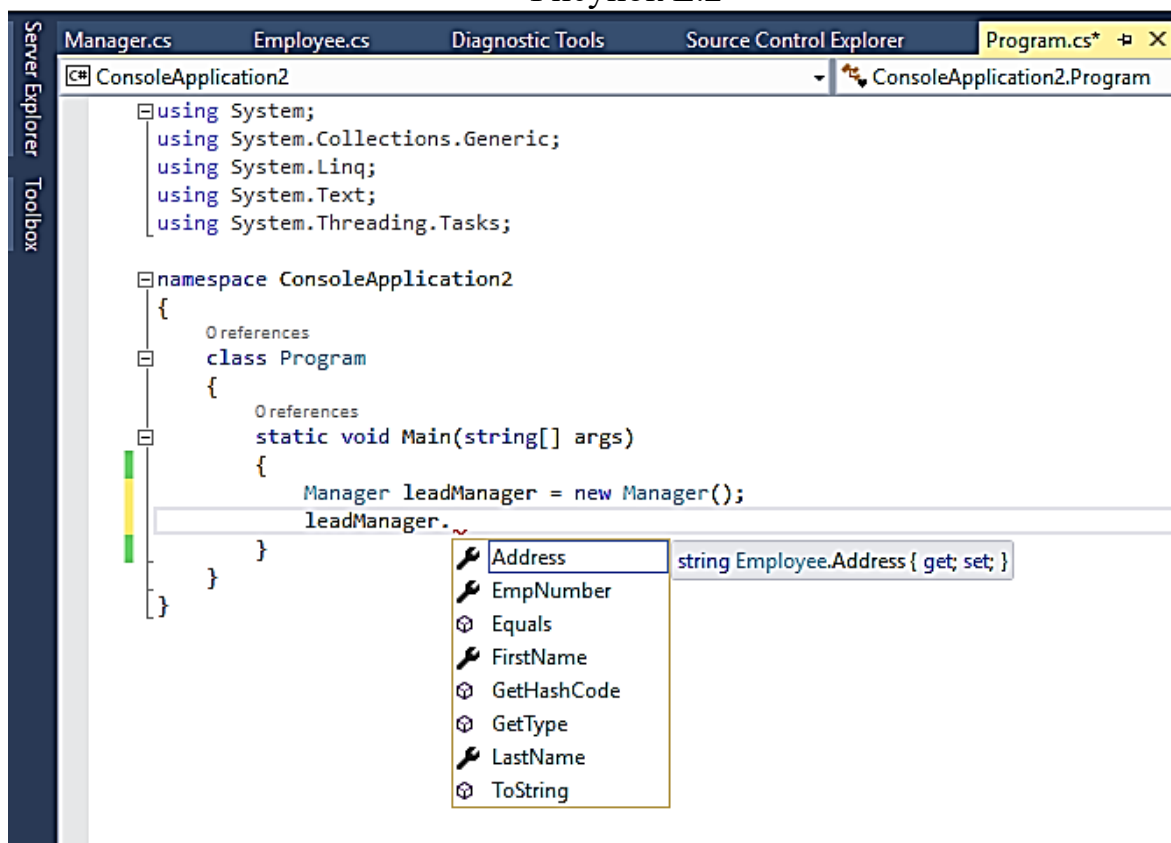 Server Explorer
Toolbox
Manager.cs Employee.cs Diagnostic Tools Source Control Explorer Program.cs*
C# ConsoleApplication2 ConsoleApplication2.Program
using System;
using System.Collections.Generic;
using System.Linq;
using System.Text;
using System.Threading.Tasks;
namespace ConsoleApplication2
{
0 references
class Program
{
0 references
static void Main(string[] args)
{
Manager leadManager = new Manager();
leadManager.
}
}
}
Address string Employee.Address { get; set; }
EmpNumber
Equals
FirstName
GetHashCode
GetType
LastName
ToString